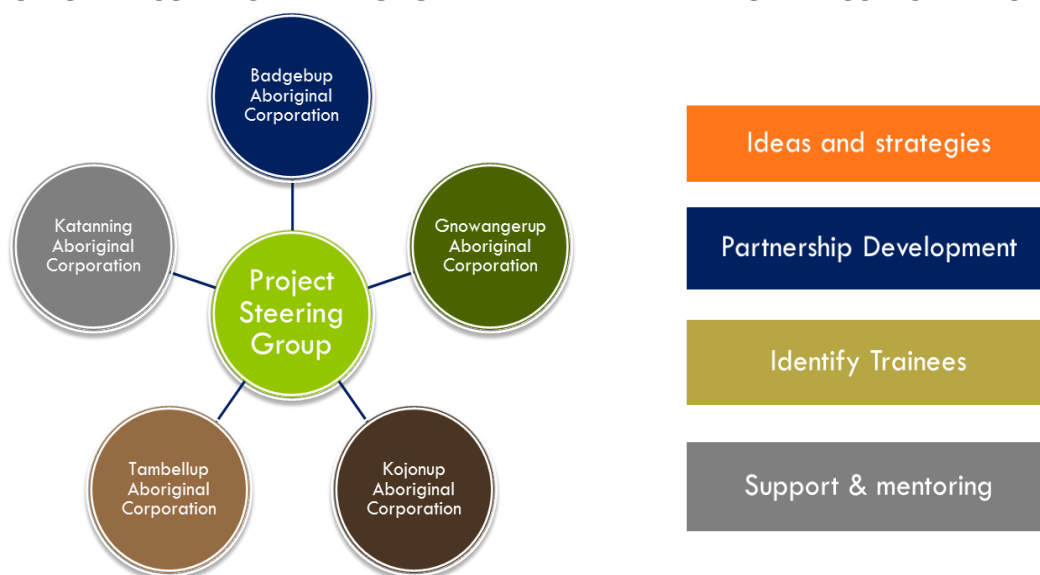 Badgebup
Aboriginal
Corporation
Katanning
Aboriginal
Corporation
Gnowangerup
Aboriginal
Corporation
Project
Steering
Group
Tambellup
Aboriginal
Corporation
Kojonup
Aboriginal
Corporation
Ideas and strategies
Partnership Development
Identify Trainees
Support & mentoring